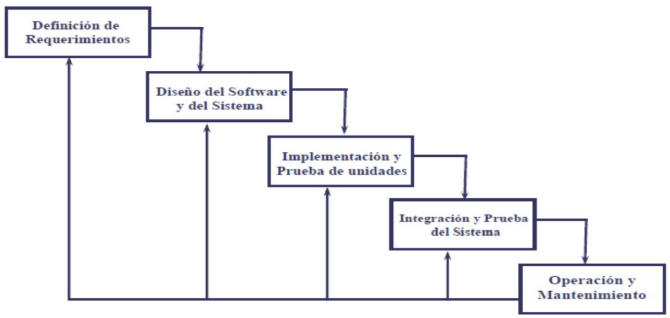 Definición de
Requerimientos
Diseño del Software
y del Sistema
Implementación y
Prueba de unidades
Integración y Prueba
del Sistema
Operación y
Mantenimiento